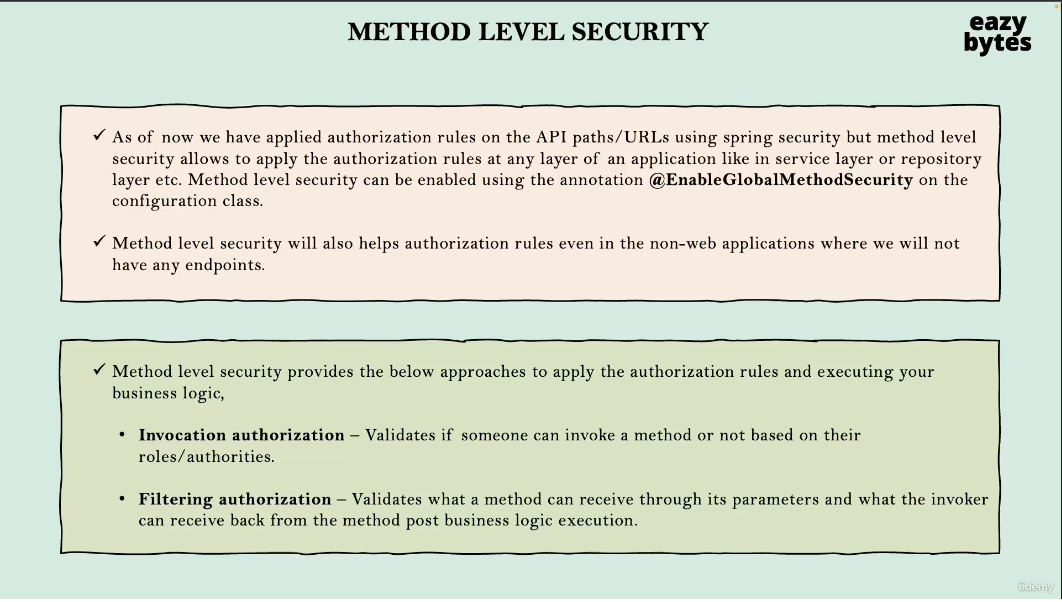 METHOD LEVEL SECURITY
eazy
bytes
✓ As of now we have applied authorization rules on the API paths/URLs using spring security but method level
security allows to apply the authorization rules at any layer of an application like in service layer or repository
layer etc. Method level security can be enabled using the annotation @EnableGlobalMethodSecurity on the
configuration class.
✓ Method level security will also helps authorization rules even in the non-web applications where we will not
have any endpoints.
✓ Method level security provides the below approaches to apply the authorization rules and executing your
business logic,
• Invocation authorization – Validates if someone can invoke a method or not based on their
roles/authorities.
• Filtering authorization – Validates what a method can receive through its parameters and what the invoker
can receive back from the method post business logic execution.
ûdemy